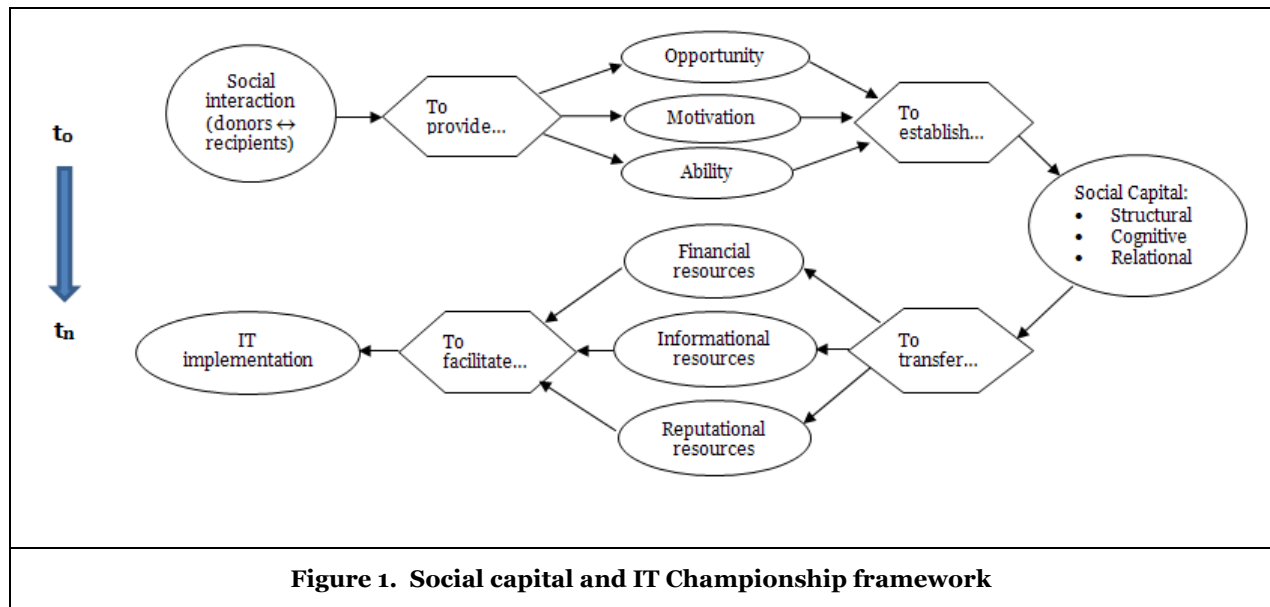 Social
interaction
(donors ↔
recipients)
To
provide...
Opportunity
Motivation
Ability
To
establish...
t₀
Social Capital:
• Structural
• Cognitive
• Relational
Financial
resources
Informational
resources
Reputational
resources
To
transfer...
To
facilitate...
IT
implementation
tₙ
Figure 1. Social capital and IT Championship framework